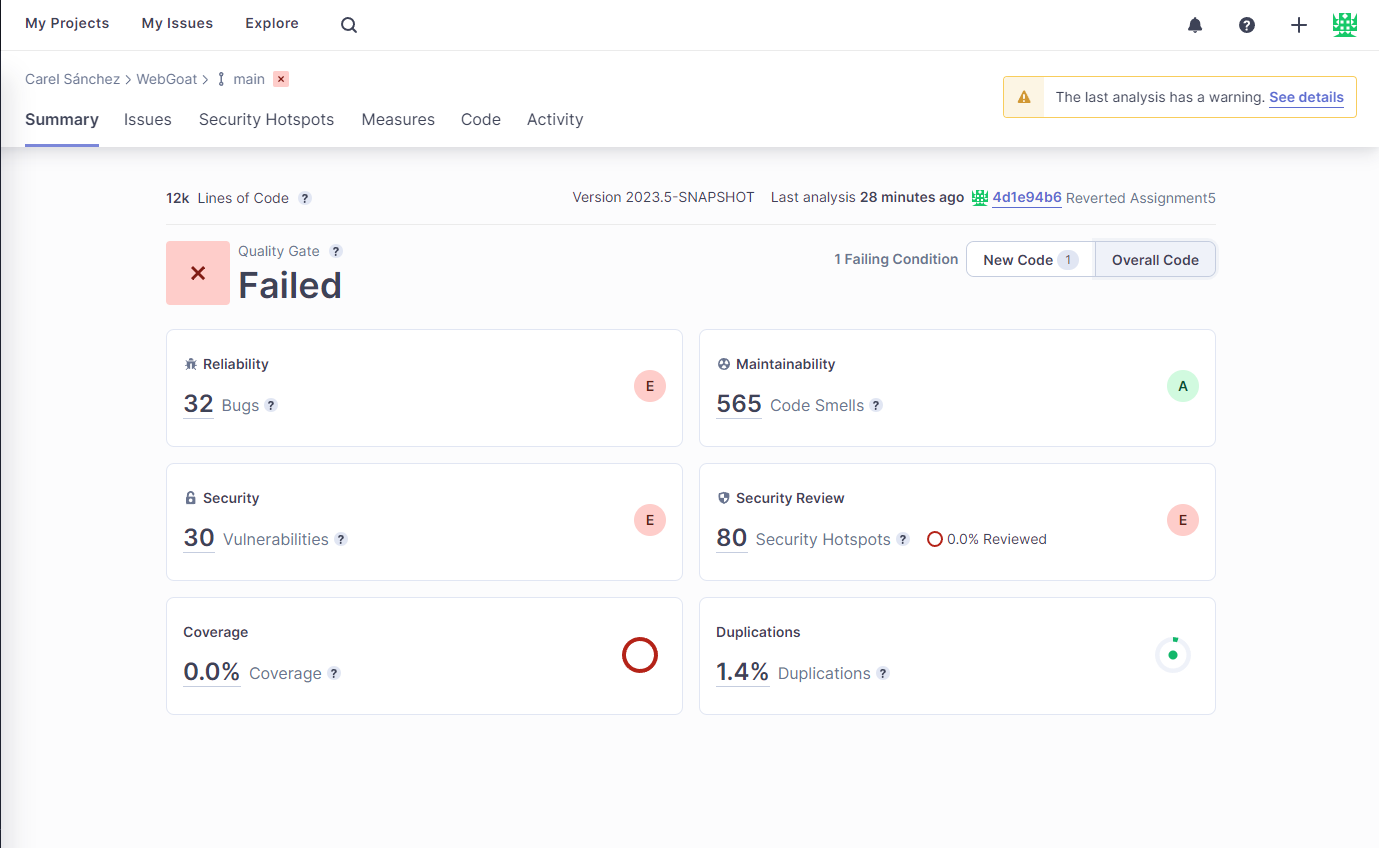 My Projects My Issues Explore
Carel Sánchez > WebGoat > main
The last analysis has a warning. See details
Summary Issues Security Hotspots Measures Code Activity
12k Lines of Code ? Version 2023.5-SNAPSHOT Last analysis 28 minutes ago 4d1e94b6 Reverted Assignment5
Quality Gate ?
Failed
1 Failing Condition New Code 1 Overall Code
Reliability
32 Bugs ?
E
Maintainability
565 Code Smells ?
A
Security
30 Vulnerabilities ?
E
Security Review
80 Security Hotspots ? 0.0% Reviewed
E
Coverage
0.0% Coverage ?
Duplications
1.4% Duplications ?